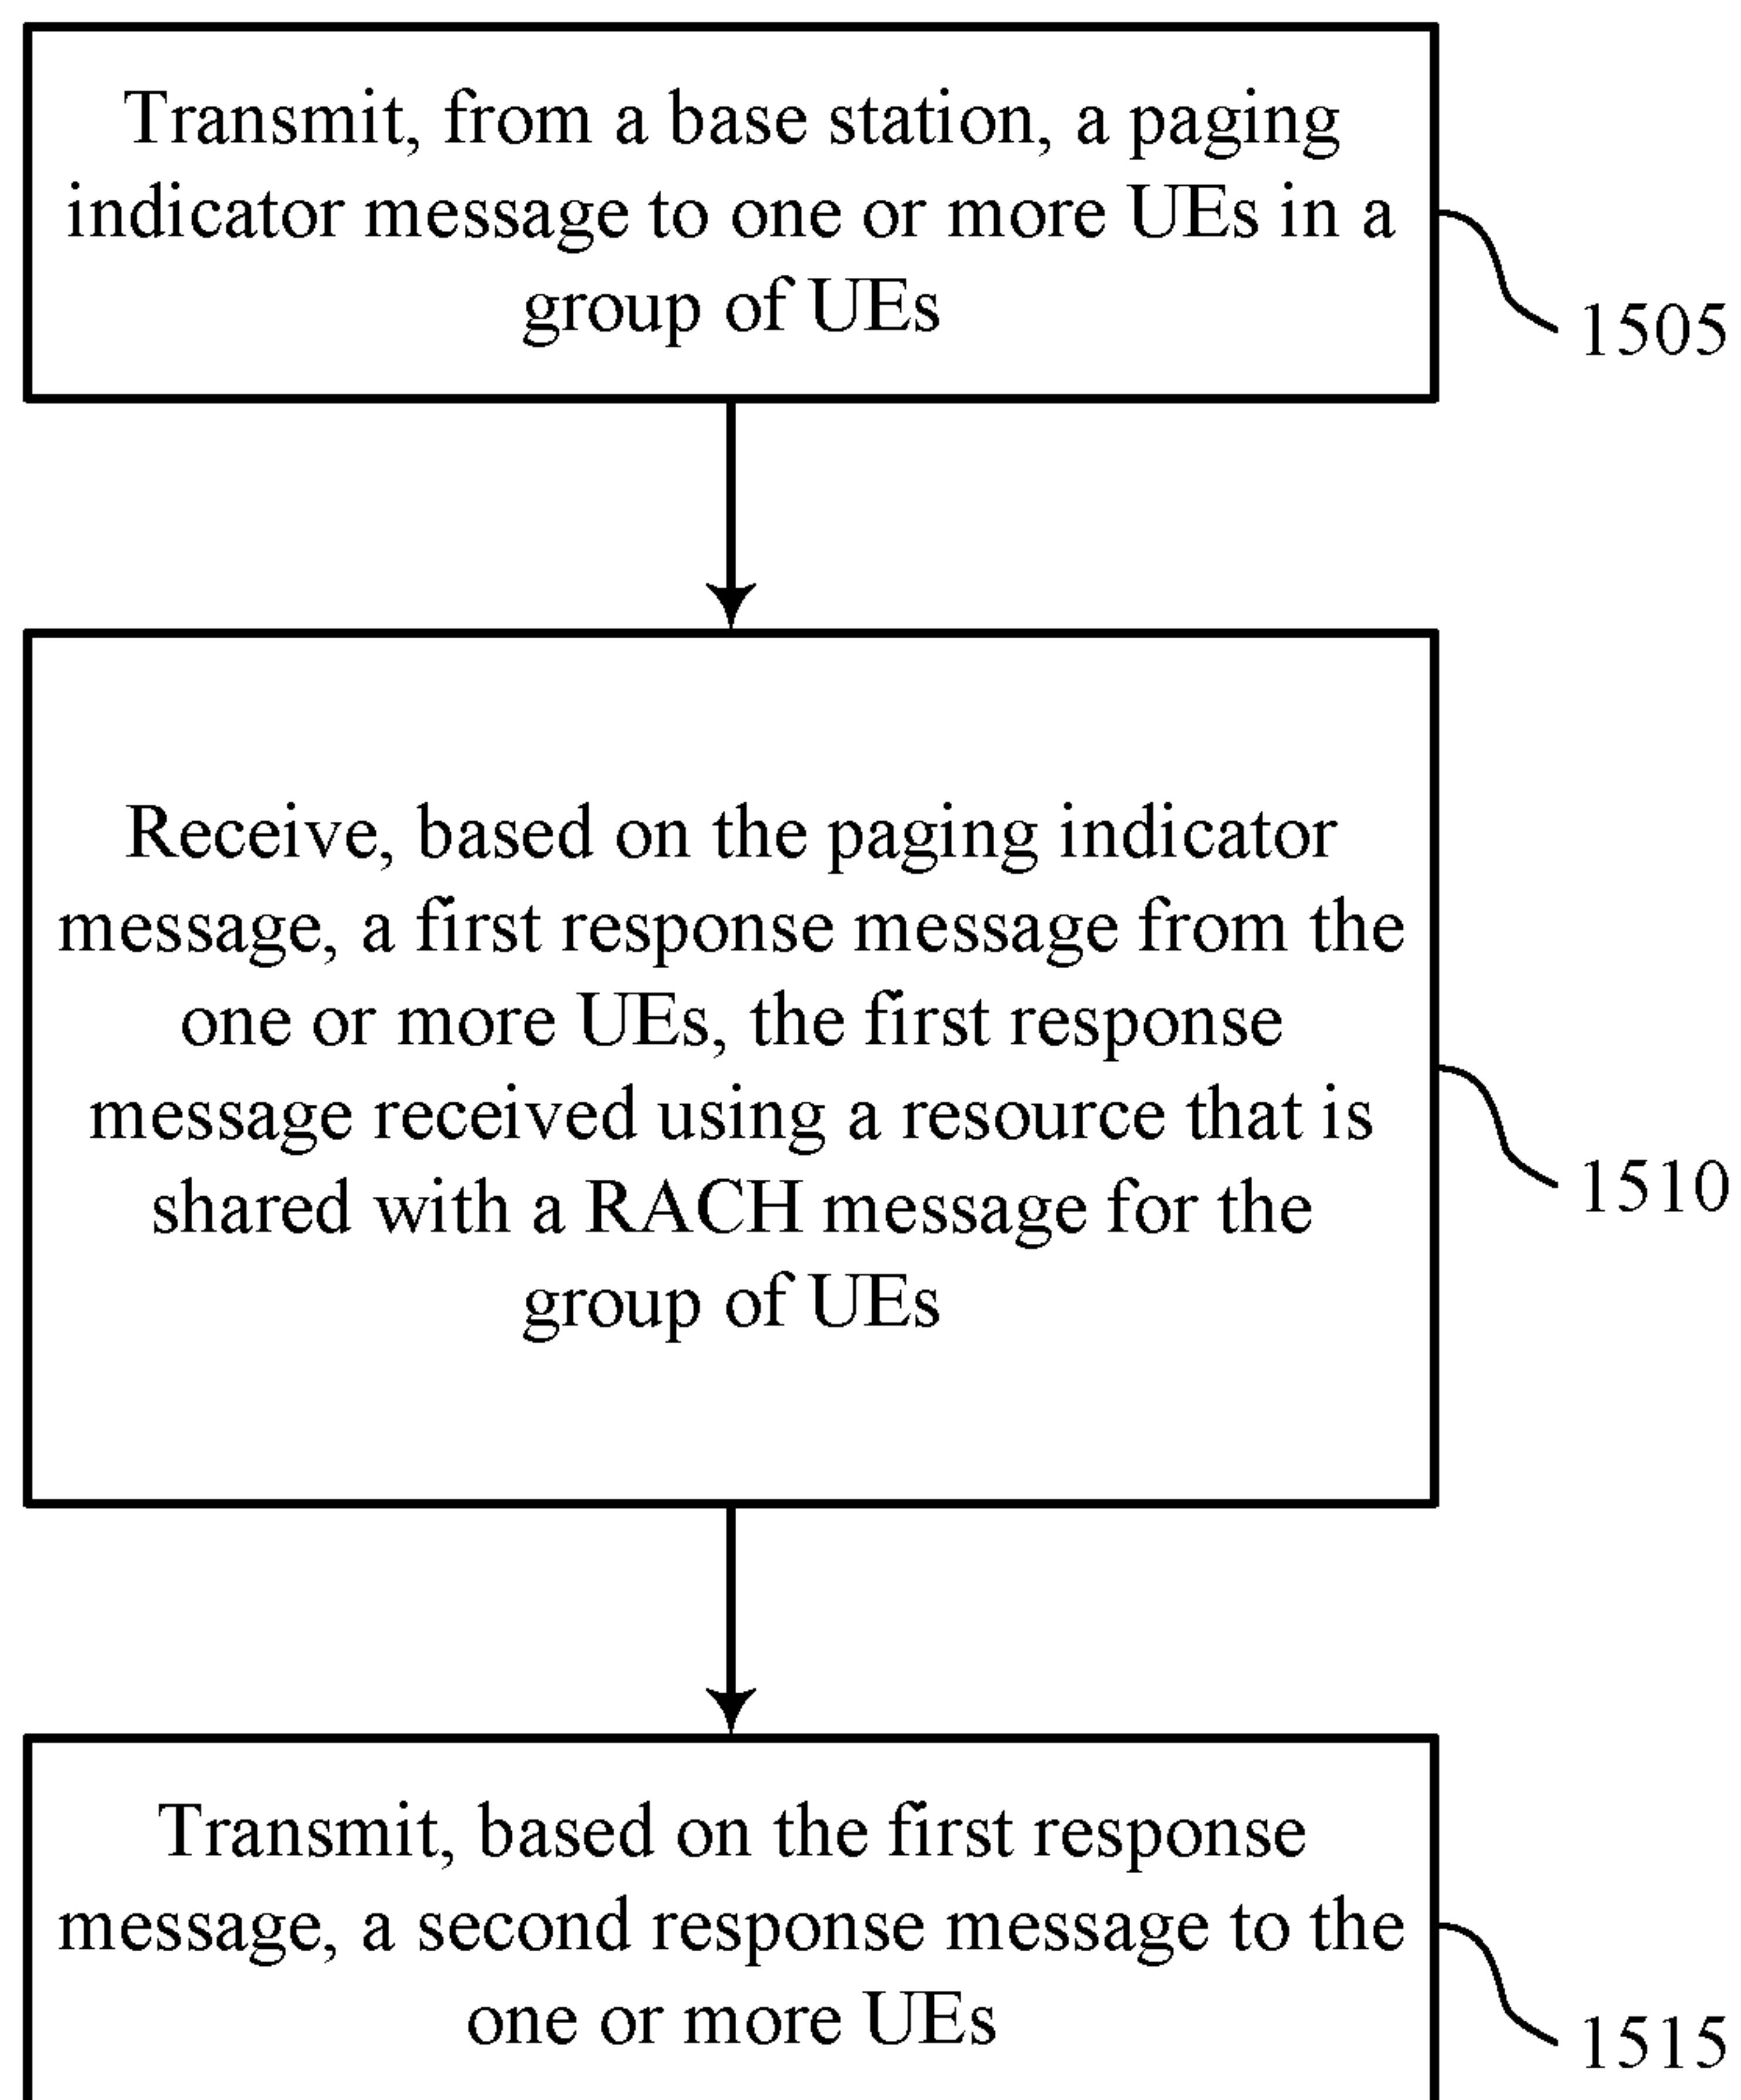 Transmit, from a base station, a paging
indicator message to one or more UEs in a
group of UEs
1505
Receive, based on the paging indicator
message, a first response message from the
one or more UEs, the first response
message received using a resource that is
shared with a RACH message for the
group of UEs
1510
Transmit, based on the first response
message, a second response message to the
one or more UEs
1515